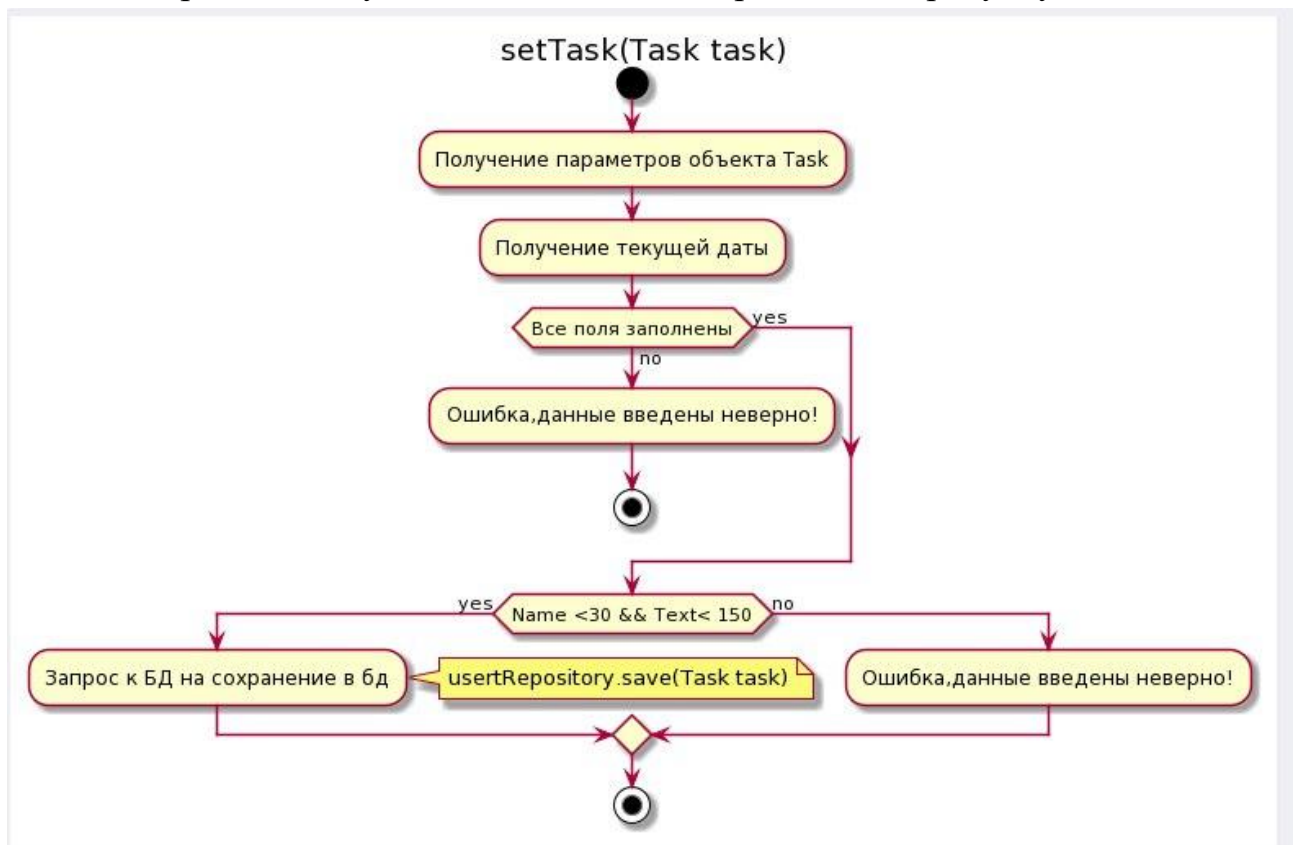 setTask(Task task)
Получение параметров объекта Task
Получение текущей даты
Все поля заполнены
yes
no
Ошибка,данные введены неверно!
yes
Name <30 && Text< 150
no
Запрос к БД на сохранение в бд
usertRepository.save(Task task)
Ошибка,данные введены неверно!